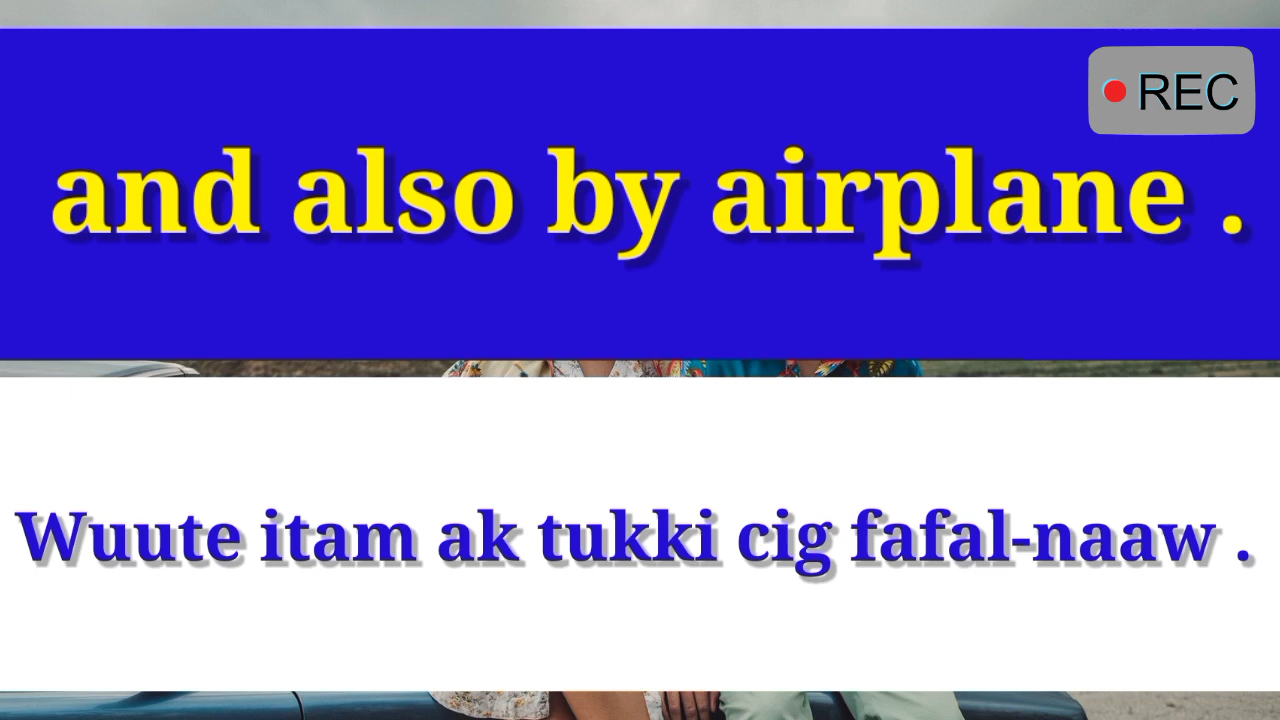 REC
and also by airplane .
Wuute itam ak tukki cig fafal-naaw .